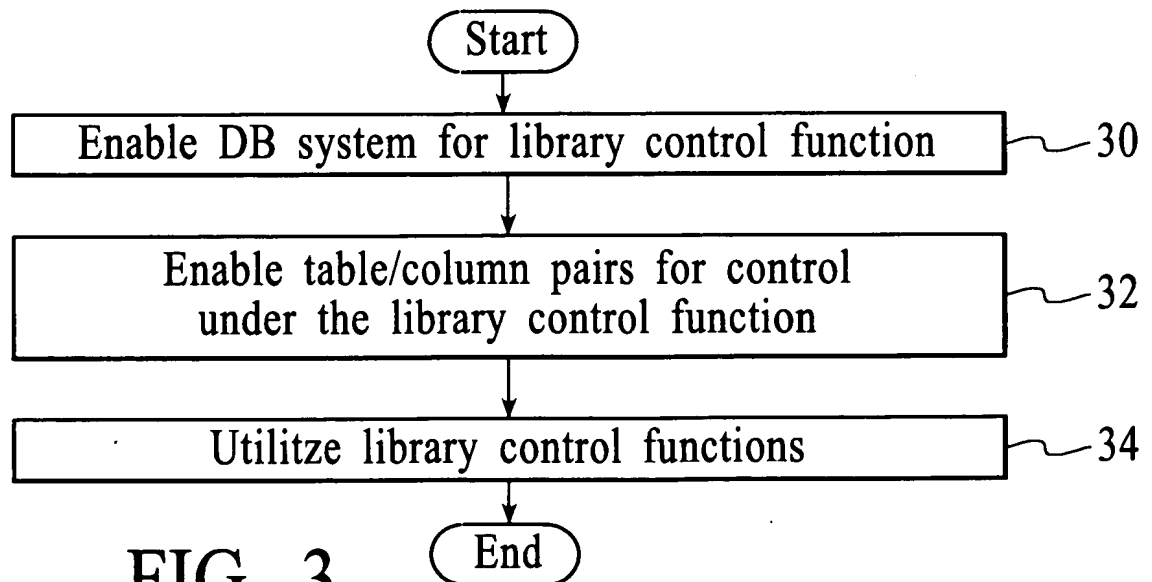 Start
Enable DB system for library control function
30
Enable table/column pairs for control
under the library control function
32
Utilitze library control functions
34
End
FIG. 3